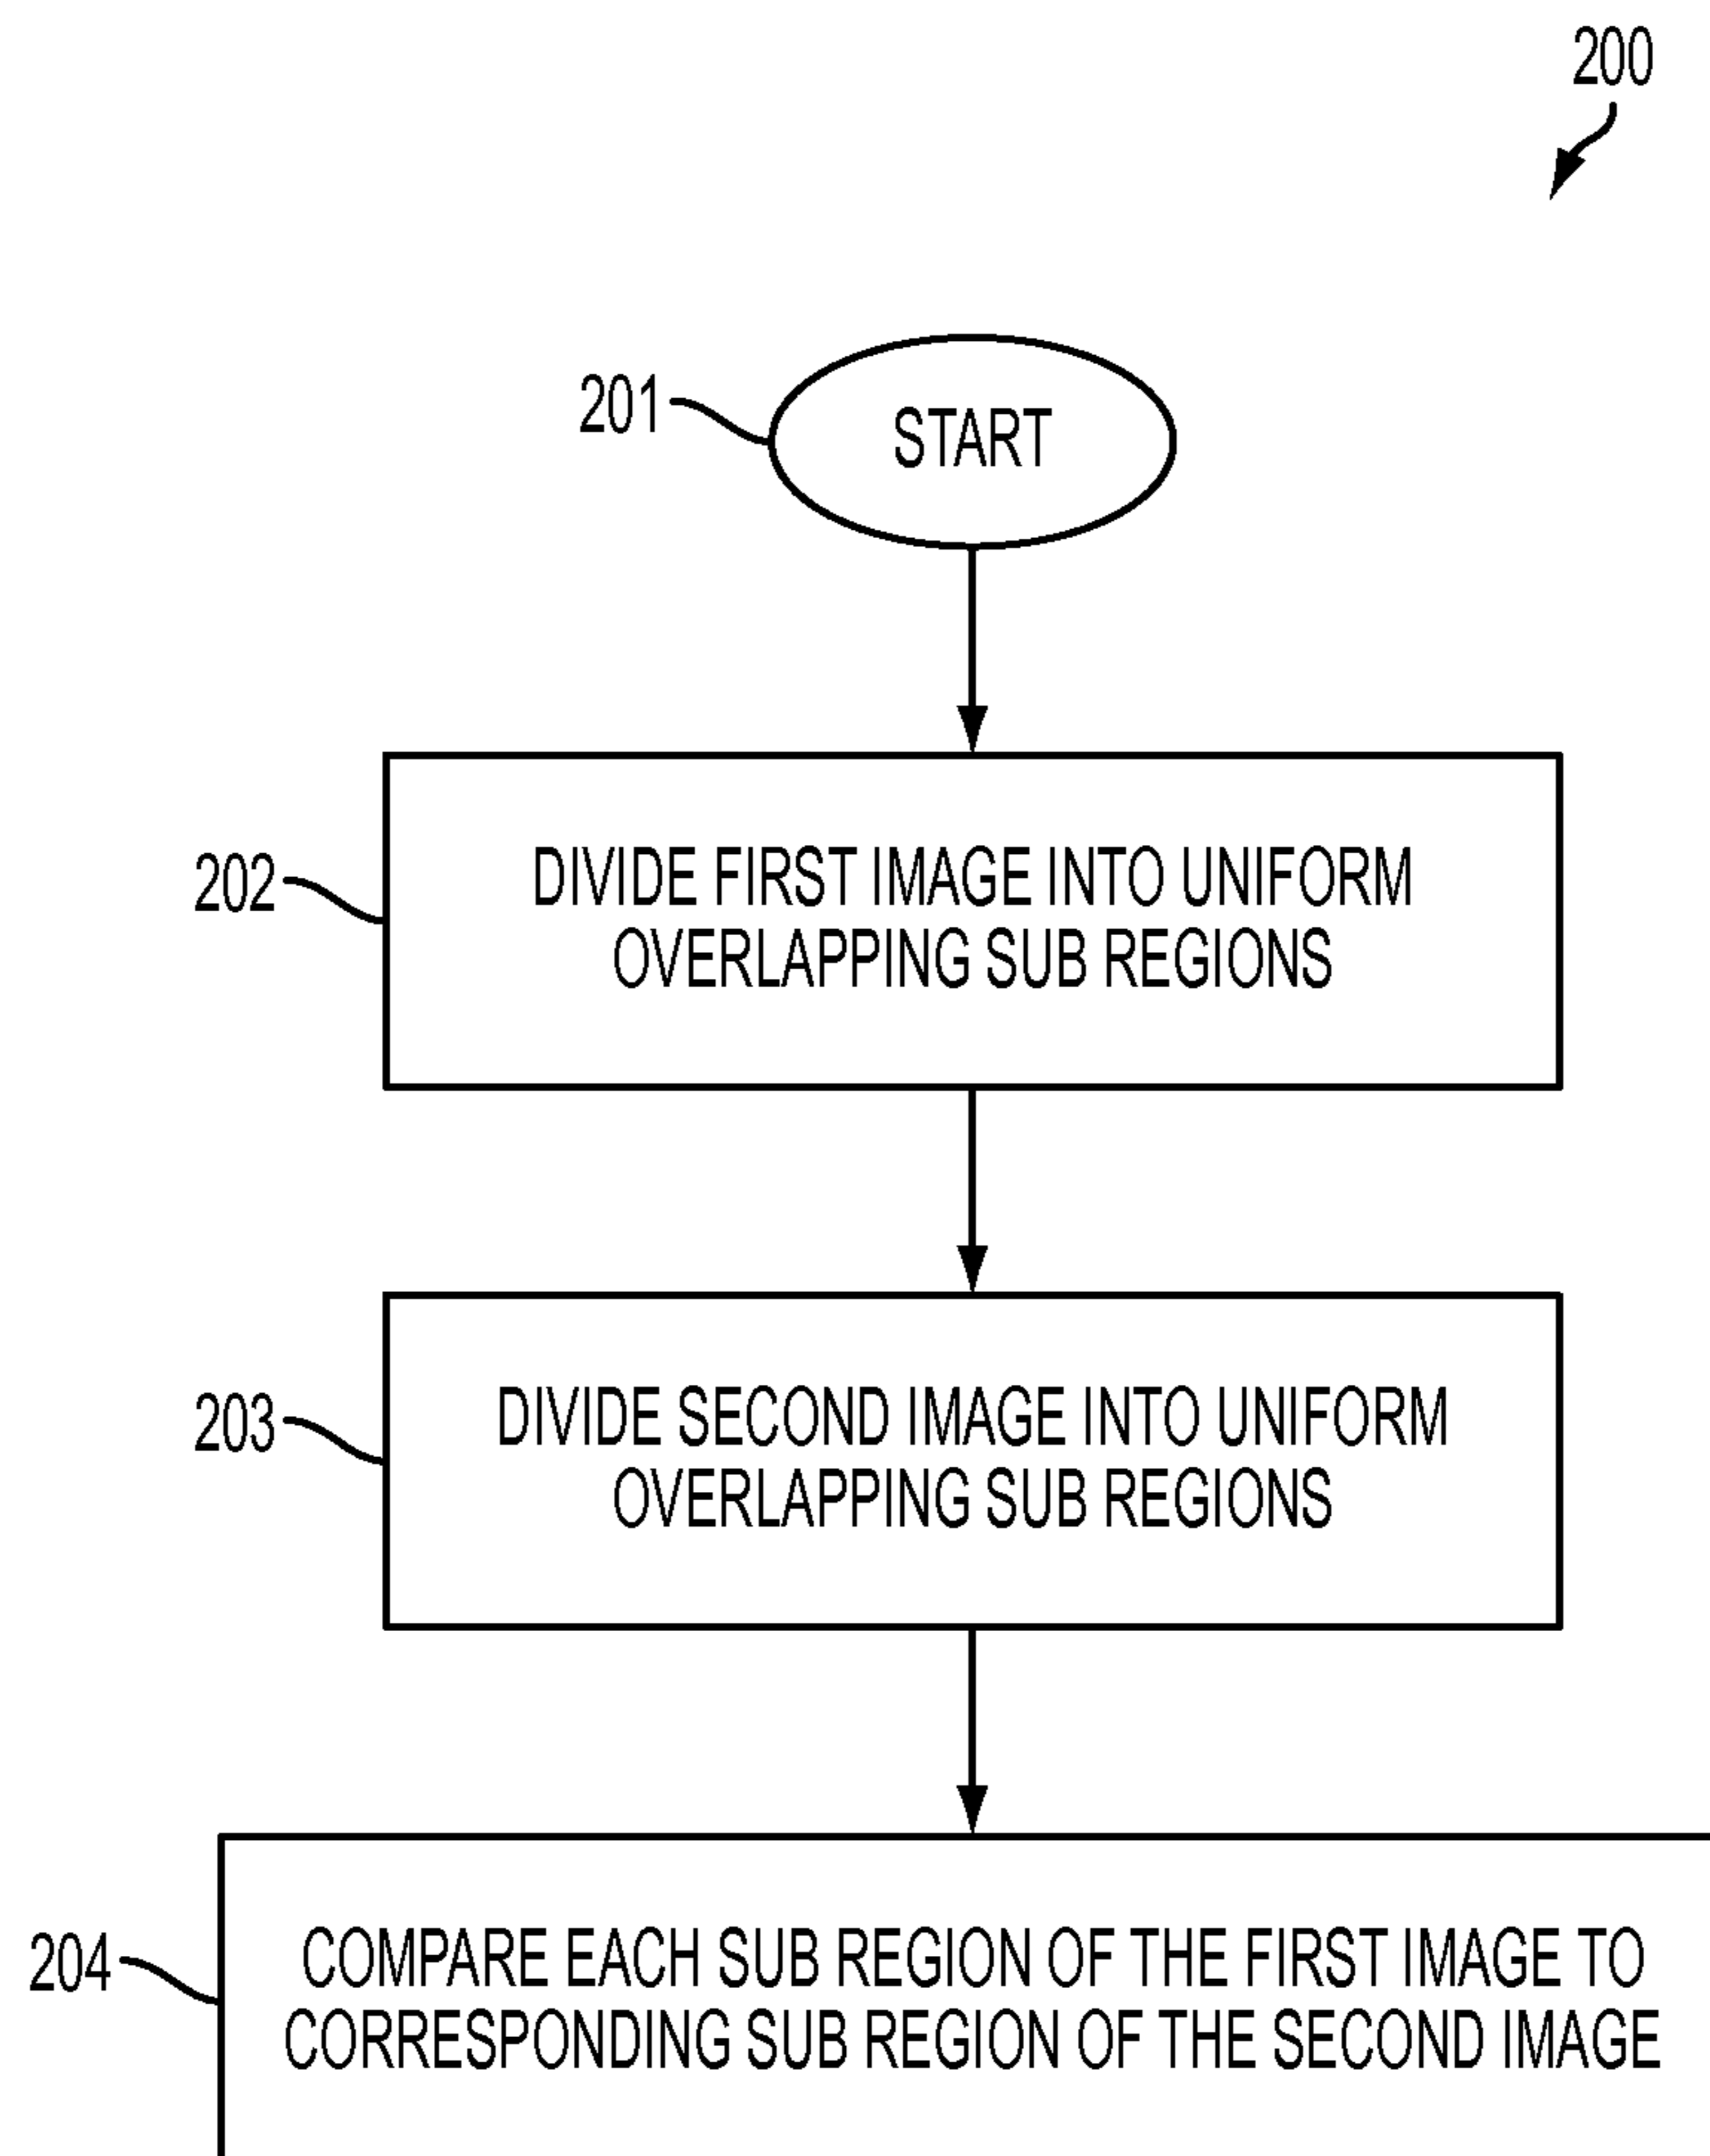 200
201
START
202
DIVIDE FIRST IMAGE INTO UNIFORM
OVERLAPPING SUB REGIONS
203
DIVIDE SECOND IMAGE INTO UNIFORM
OVERLAPPING SUB REGIONS
204
COMPARE EACH SUB REGION OF THE FIRST IMAGE TO
CORRESPONDING SUB REGION OF THE SECOND IMAGE